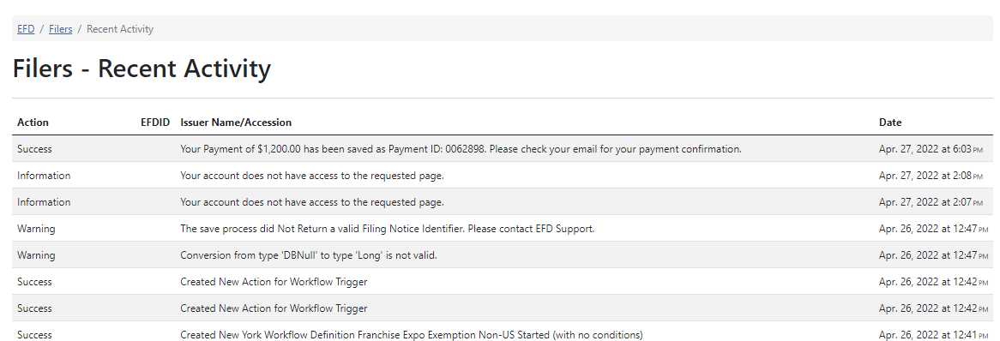 EFD / Filers / Recent Activity
Filers - Recent Activity
Action EFDID Issuer Name/Accession Date
Success Your Payment of $1,200.00 has been saved as Payment ID: 0062898. Please check your email for your payment confirmation. Apr. 27, 2022 at 6:03 PM
Information Your account does not have access to the requested page. Apr. 27, 2022 at 2:08 PM
Information Your account does not have access to the requested page. Apr. 27, 2022 at 2:07 PM
Warning The save process did Not Return a valid Filing Notice Identifier. Please contact EFD Support. Apr. 26, 2022 at 12:47 PM
Warning Conversion from type 'DBNull' to type 'Long' is not valid. Apr. 26, 2022 at 12:47 PM
Success Created New Action for Workflow Trigger Apr. 26, 2022 at 12:42 PM
Success Created New Action for Workflow Trigger Apr. 26, 2022 at 12:42 PM
Success Created New York Workflow Definition Franchise Expo Exemption Non-US Started (with no conditions) Apr. 26, 2022 at 12:41 PM